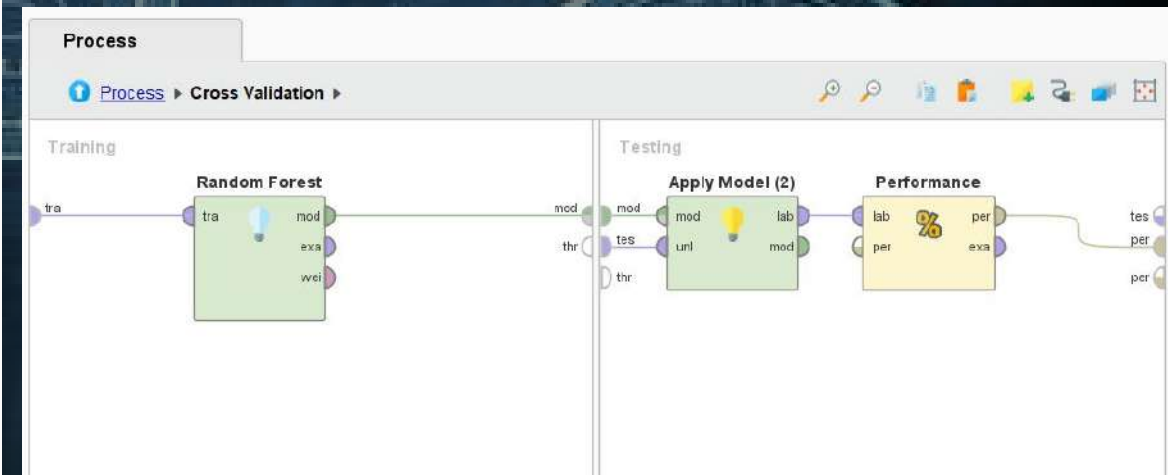 Process
Process ▸ Cross Validation ▸
Training
Random Forest
tra
tra mod
exa
wei
mod
thr
Testing
Apply Model (2)
mod
tes
thr
mod lab
unl mod
Performance
% 
lab per
per exa
tes
per
per